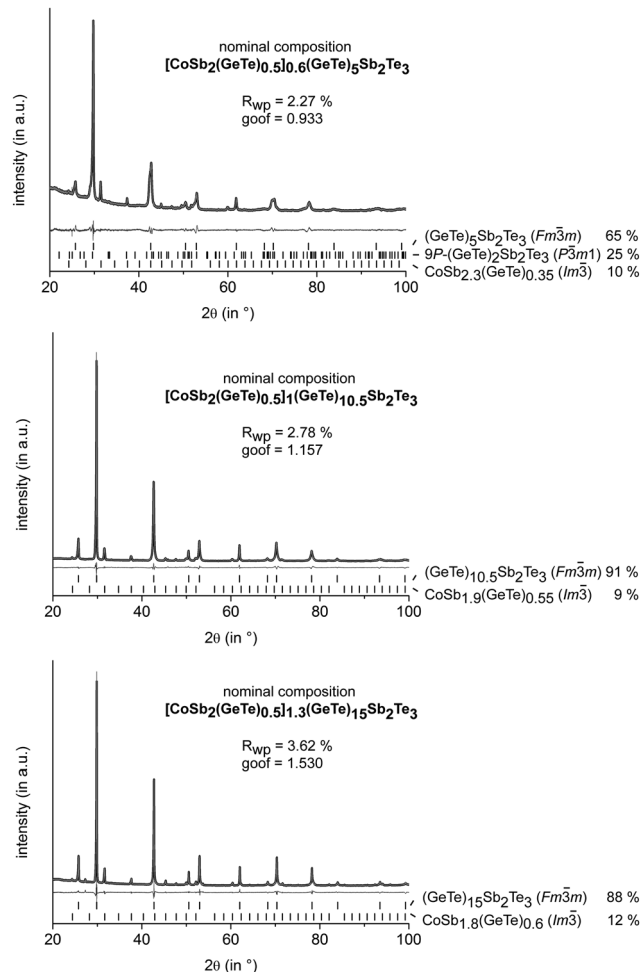 nominal composition
[CoSb2(GeTe)0.5]0.6(GeTe)5Sb2Te3
Rwp = 2.27 %
goof = 0.933
intensity (in a.u.)
(GeTe)5Sb2Te3 (Fm3̅m) 65 %
9P-(GeTe)2Sb2Te3 (P3̅m1) 25 %
CoSb2.3(GeTe)0.35 (Im3̅) 10 %
20 40 60 80 100
2θ (in °)
nominal composition
[CoSb2(GeTe)0.5]1(GeTe)10.5Sb2Te3
Rwp = 2.78 %
goof = 1.157
intensity (in a.u.)
(GeTe)10.5Sb2Te3 (Fm3̅m) 91 %
CoSb1.9(GeTe)0.55 (Im3̅) 9 %
20 40 60 80 100
2θ (in °)
nominal composition
[CoSb2(GeTe)0.5]1.3(GeTe)15Sb2Te3
Rwp = 3.62 %
goof = 1.530
intensity (in a.u.)
(GeTe)15Sb2Te3 (Fm3̅m) 88 %
CoSb1.8(GeTe)0.6 (Im3̅) 12 %
20 40 60 80 100
2θ (in °)